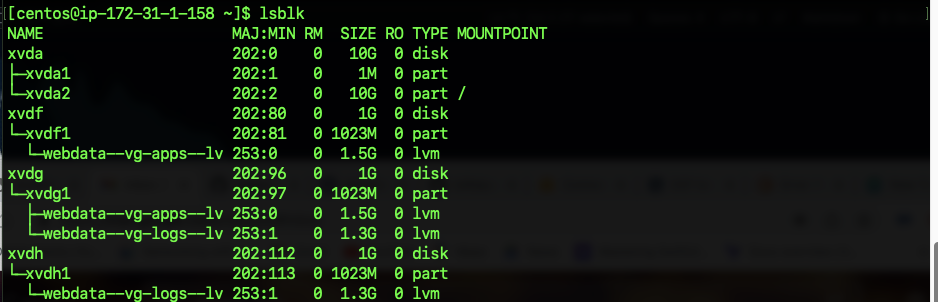 [centos@ip-172-31-1-158 ~]$ lsblk
NAME                    MAJ:MIN RM  SIZE RO TYPE MOUNTPOINT
xvda                    202:0    0   10G  0 disk
├─xvda1                 202:1    0    1M  0 part
└─xvda2                 202:2    0   10G  0 part /
xvdf                    202:80   0    1G  0 disk
└─xvdf1                 202:81   0 1023M  0 part
  └─webdata--vg-apps--lv 253:0    0  1.5G  0 lvm
xvdg                    202:96   0    1G  0 disk
└─xvdg1                 202:97   0 1023M  0 part
  ├─webdata--vg-apps--lv 253:0    0  1.5G  0 lvm
  └─webdata--vg-logs--lv 253:1    0  1.3G  0 lvm
xvdh                    202:112  0    1G  0 disk
└─xvdh1                 202:113  0 1023M  0 part
  └─webdata--vg-logs--lv 253:1    0  1.3G  0 lvm